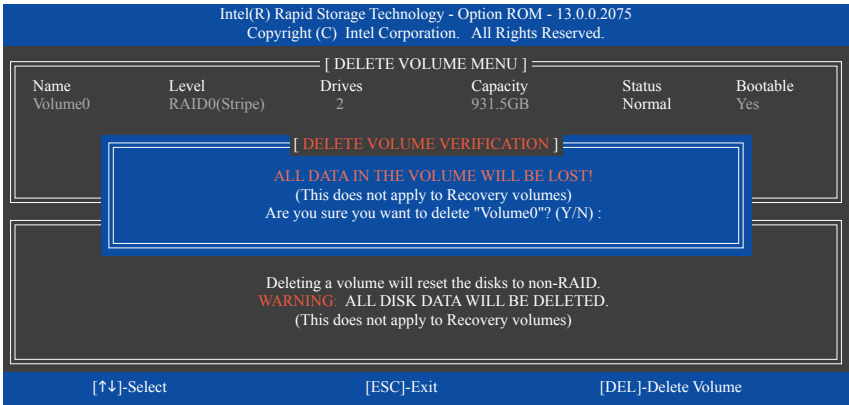 Intel(R) Rapid Storage Technology - Option ROM - 13.0.0.2075
Copyright (C) Intel Corporation. All Rights Reserved.
[ DELETE VOLUME MENU ]
Name Level Drives Capacity Status Bootable
Volume0 RAID0(Stripe) 2 931.5GB Normal Yes
[ DELETE VOLUME VERIFICATION ]
ALL DATA IN THE VOLUME WILL BE LOST!
(This does not apply to Recovery volumes)
Are you sure you want to delete "Volume0"? (Y/N) :
Deleting a volume will reset the disks to non-RAID.
WARNING: ALL DISK DATA WILL BE DELETED.
(This does not apply to Recovery volumes)
[↑↓]-Select [ESC]-Exit [DEL]-Delete Volume